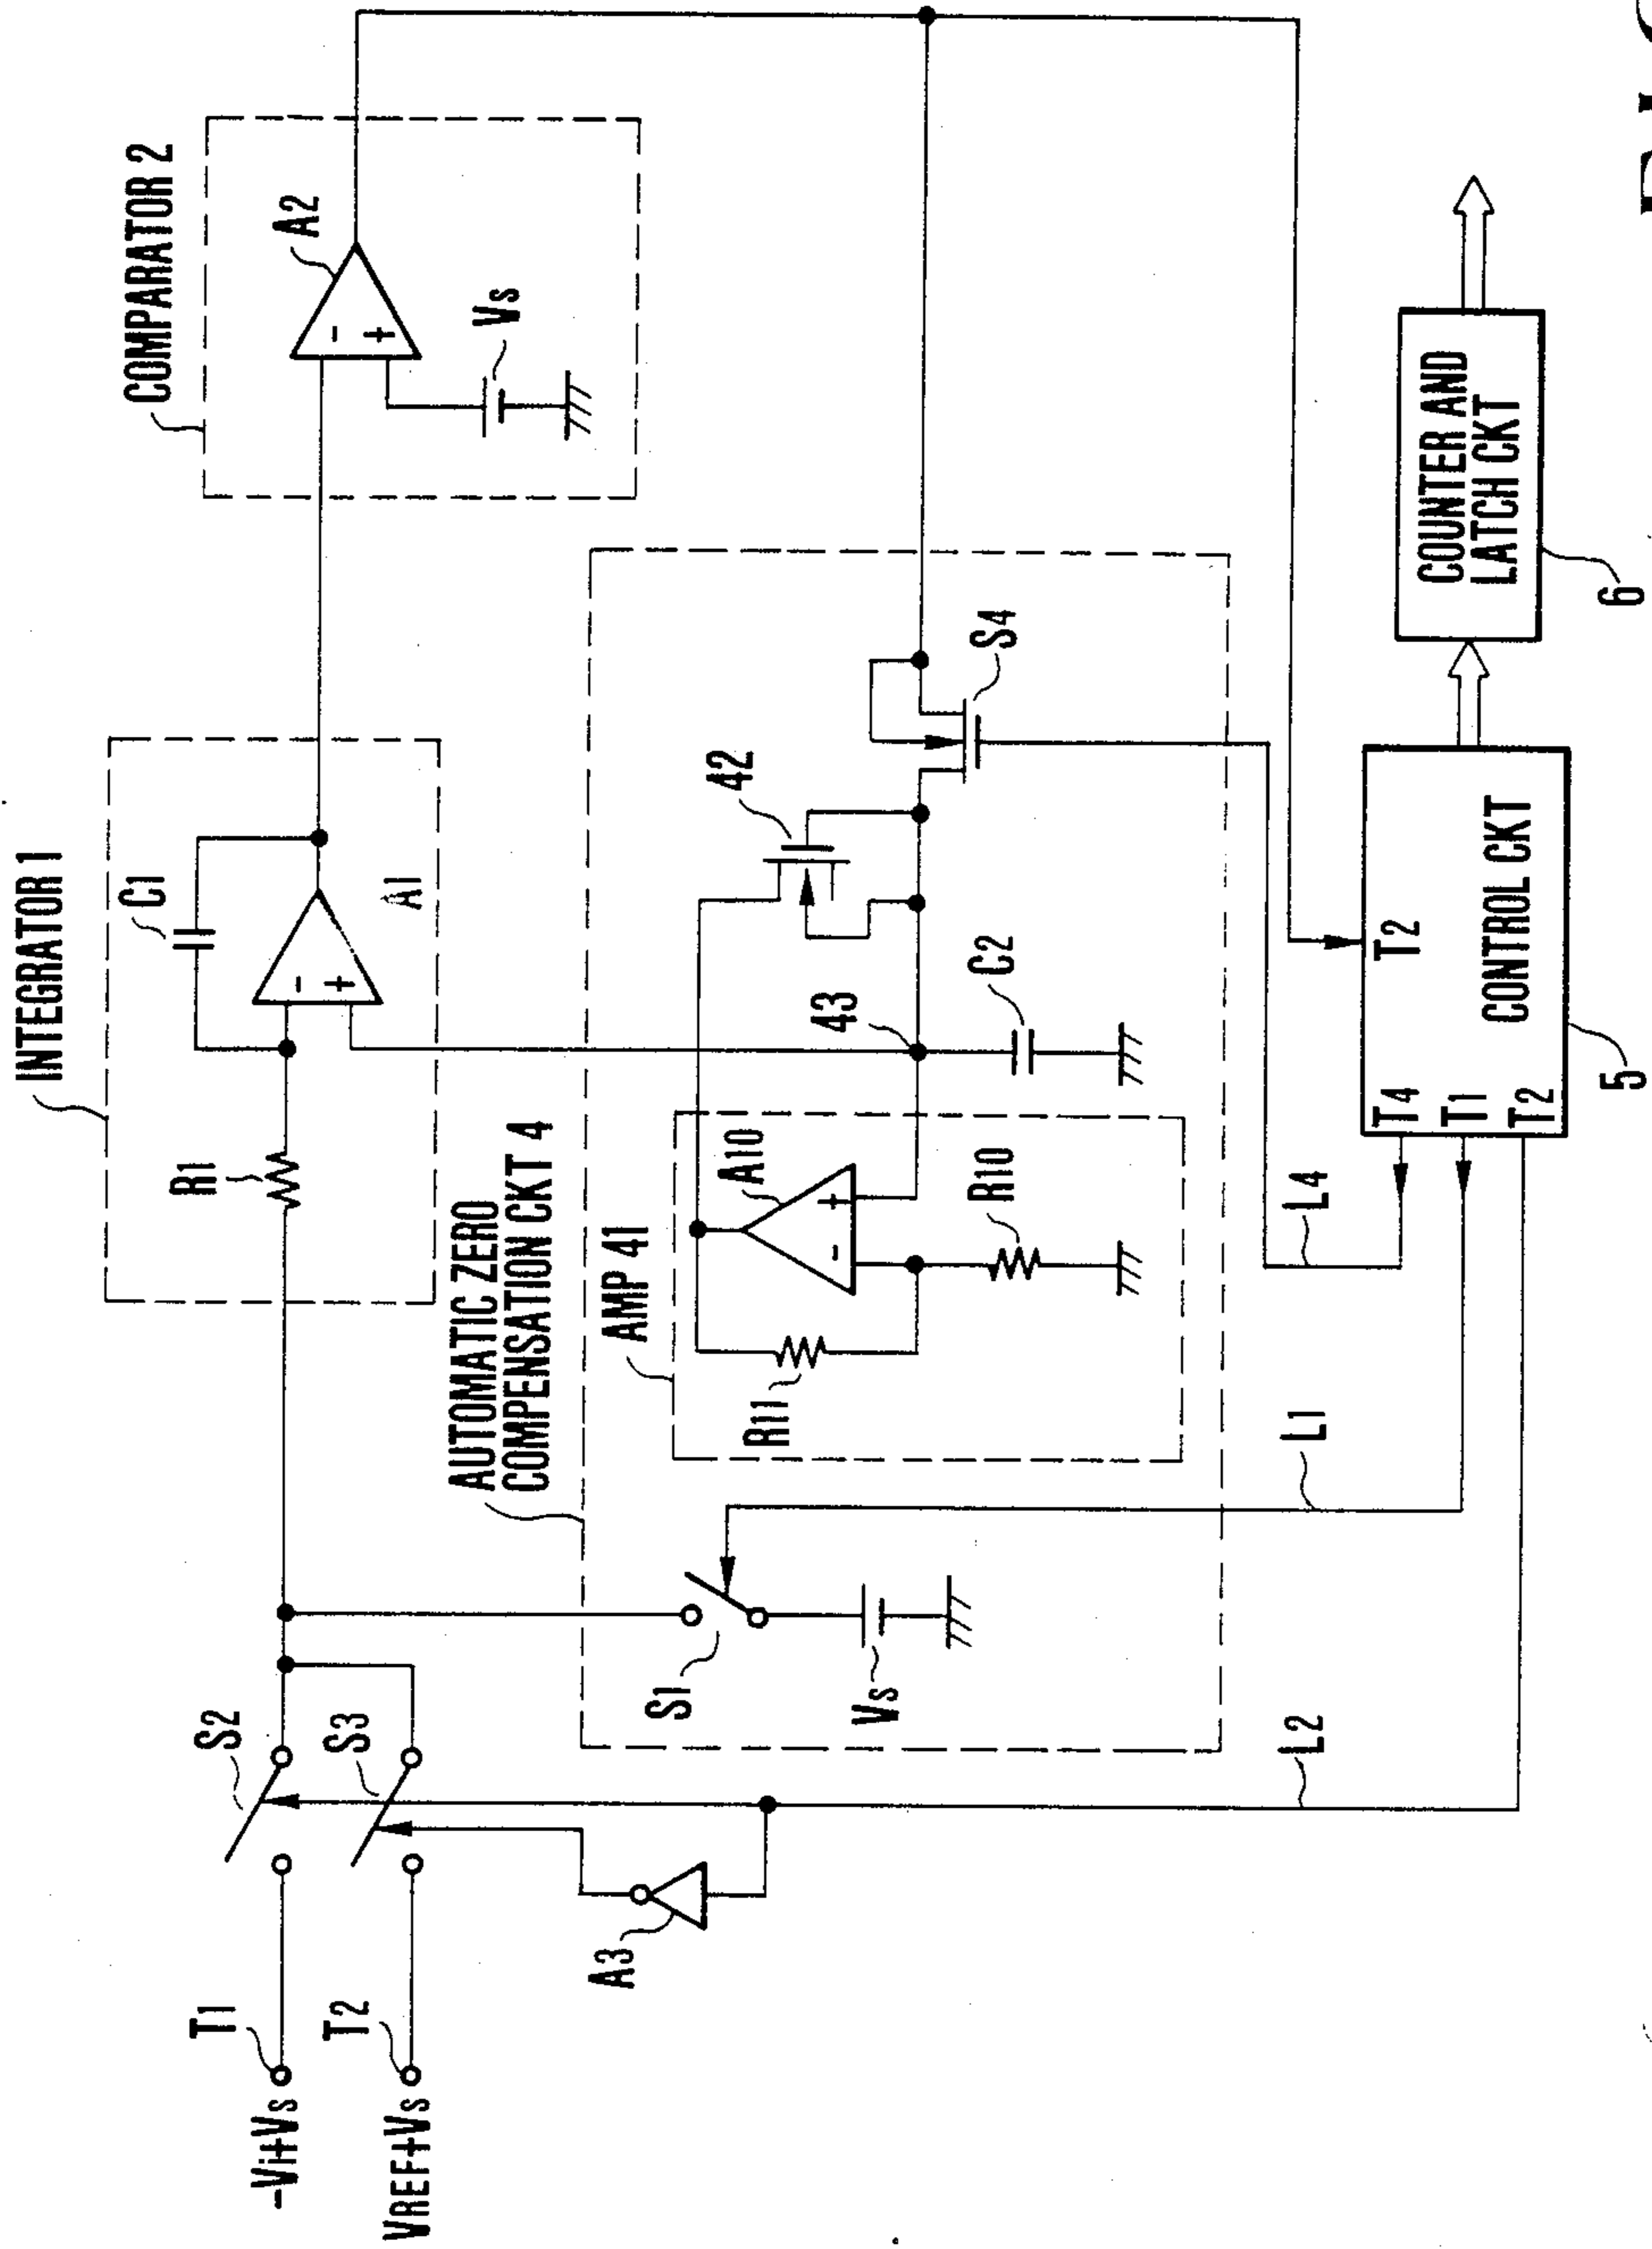 INTEGRATOR 1
COMPARATOR 2
C1
A1
R1
-
+
A2
-
+
Vs
S2
S3
T1
-Vi+Vs
T2
VREF+Vs
A3
AUTOMATIC ZERO
COMPENSATION CKT 4
AMP 41
A10
-
+
R10
R11
43
C2
42
S4
S1
Vs
L1
L2
L4
T4
T1
T2
T2
CONTROL CKT
5
COUNTER AND
LATCH CKT
6